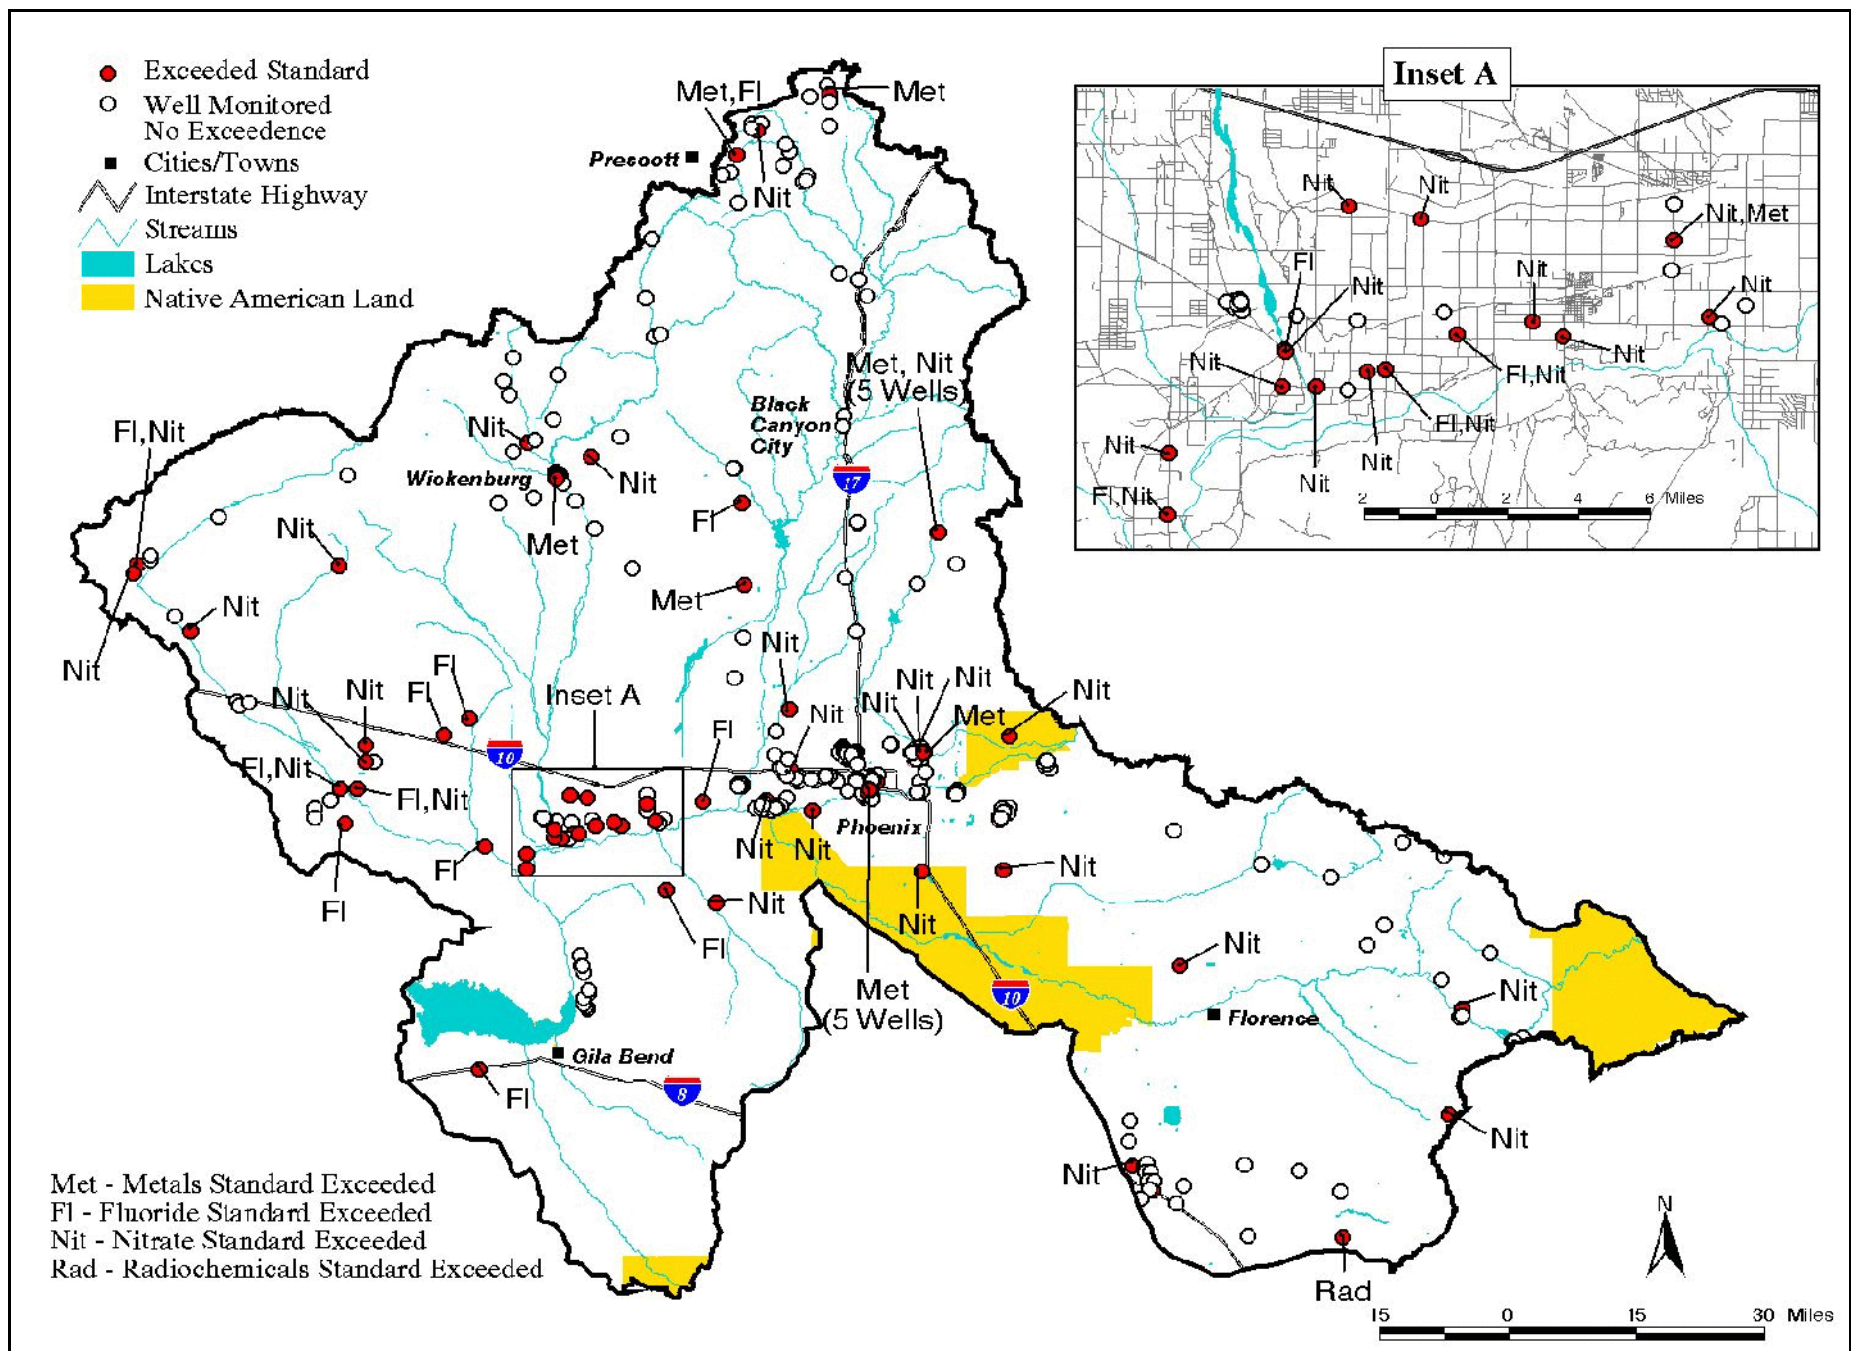 Inset A
Exceeded Standard
Well Monitored
No Exceedence
Cities/Towns
Interstate Highway
Streams
Lakes
Native American Land
Met,Fl
Met
Prescott
Nit
Nit
Nit
Nit,Met
Fl
Nit
Nit
Nit
Nit
Nit
Fl,Nit
Fl,Nit
Nit
Nit
Nit
Fl,Nit
2 0 2 4 6 Miles
Met, Nit
(5 Wells)
Black
Canyon
City
Fl,Nit
Nit
Wickenburg
Nit
17
Fl
Nit
Met
Met
Nit
Nit
Nit
Fl
Fl
Nit
Nit
Inset A
Nit
Nit
Nit
Nit
Met
Nit
Nit
Fl
10
Fl,Nit
Fl,Nit
Phoenix
Nit
Nit
Fl
Nit
Fl
Nit
Nit
Fl
Nit
Met
(5 Wells)
10
Nit
Florence
Gila Bend
8
Fl
Nit
Nit
Met - Metals Standard Exceeded
Fl - Fluoride Standard Exceeded
Nit - Nitrate Standard Exceeded
Rad - Radiochemicals Standard Exceeded
Rad
N
15 0 15 30 Miles